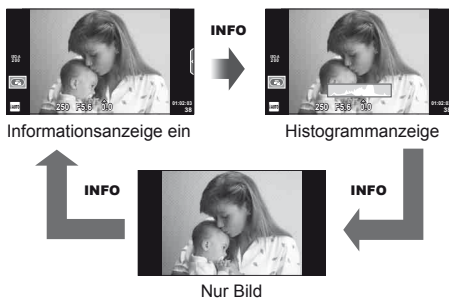 INFO
250 F5.6 0.0
01:02:03
38
250 F5.6 0.0
01:02:03
38
Informationsanzeige ein
Histogrammanzeige
INFO
INFO
Nur Bild